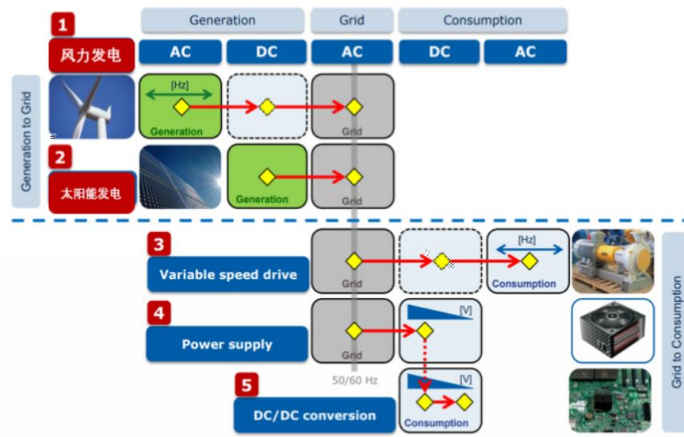 Generation
Grid
Consumption
1
风力发电
AC
DC
AC
DC
AC
Generation to Grid
[Hz]
Generation
Grid
2
太阳能发电
Generation
Grid
3
Variable speed drive
Grid
[Hz]
Consumption
4
Power supply
Grid
[V]
50/60 Hz
5
DC/DC conversion
[V]
Consumption
Grid to Consumption